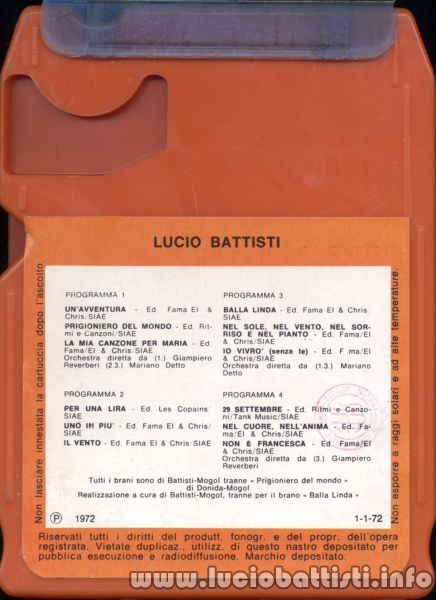 LUCIO BATTISTI
PROGRAMMA 1
UN'AVVENTURA - Ed. Fama El &
Chris/SIAE
PRIGIONIERO DEL MONDO - Ed. Rit-
mi e Canzoni/SIAE
LA MIA CANZONE PER MARIA - Ed.
Fama/El & Chris/SIAE
Orchestra diretta da (1.) Giampiero
Reverberi (2.3.) Mariano Detto
PROGRAMMA 2
PER UNA LIRA - Ed. Les Copains
SIAE
UNO IN PIU' - Ed. Fama El & Chris/
SIAE
IL VENTO - Ed. Fama El & Chris SIAE
PROGRAMMA 3
BALLA LINDA - Ed. Fama El & Chris.
SIAE
NEL SOLE, NEL VENTO, NEL SOR-
RISO E NEL PIANTO - Ed. Fama/El
& Chris/SIAE
IO VIVRO' (senza te) - Ed. F ma/El
& Chris/SIAE
Orchestra diretta da (1.3.) Mariano
Detto
PROGRAMMA 4
29 SETTEMBRE - Ed. Ritmi e Canzo-
ni/Tank Music/SIAE
NEL CUORE, NELL'ANIMA - Ed. Fa-
ma/El & Chris/SIAE
NON È FRANCESCA - Ed. Fama/El
& Chris/SIAE
Orchestra diretta da (3.) Giampiero
Reverberi
Tutti i brani sono di Battisti-Mogol tranne « Prigioniero del mondo » di
Donida-Mogol
Realizzazione a cura di Battisti-Mogol, tranne per il brano « Balla Linda »
Ⓟ 1972
1-1-72
Non lasciare innestata la cartuccia dopo l'ascolto
Non esporre a raggi solari e ad alte temperature.
Riservati tutti i diritti del produtt. fonogr. e del propr. dell'opera
registrata. Vietate duplicaz., utilizz. di questo nastro depositato per
pubblica esecuzione e radiodiffusione. Marchio depositato.
www.luciobattisti.info